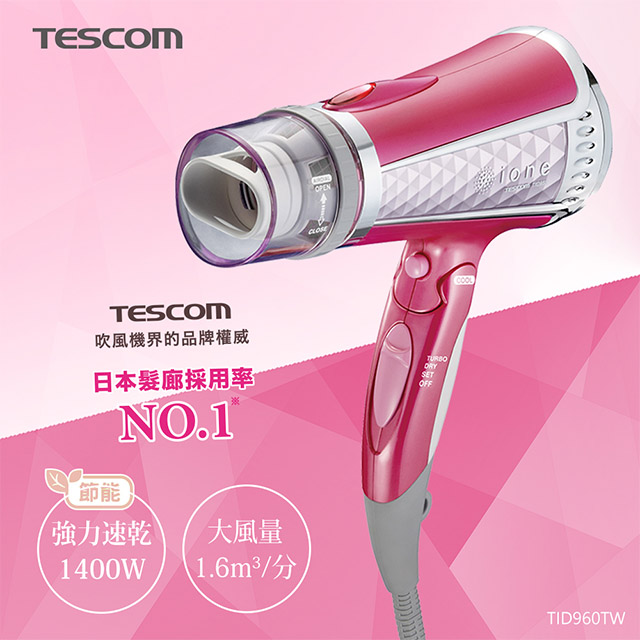 TESCOM
ione
OPEN
CLOSE
COOL
TURBO
DRY
SET
OFF
TESCOM
吹風機界的品牌權威
日本髮廊採用率
NO.1※
節能
強力速乾
1400W
大風量
1.6m³/分
TID960TW